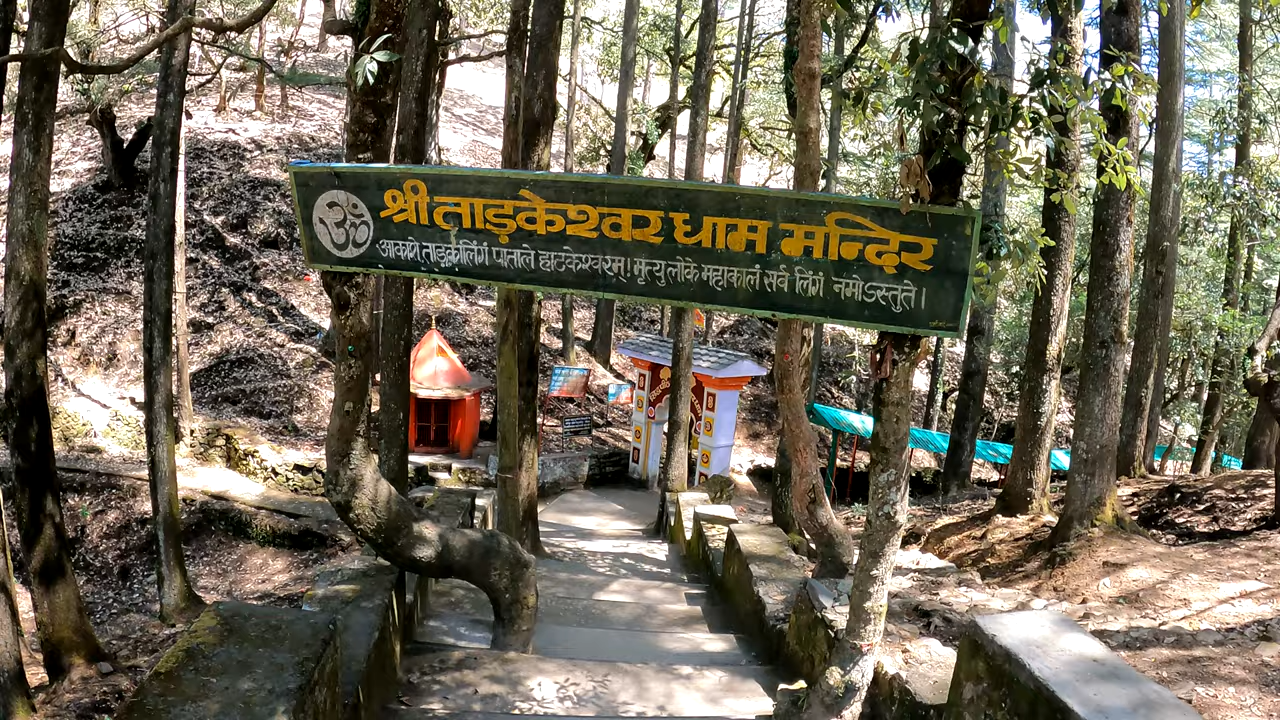 ॐ
श्री ताड़केश्वर धाम मन्दिर
आकाशे ताड़कालिंगं पाताले हाटकेश्वरम्। मृत्युलोके महाकालं सर्व लिंगं नमोऽस्तुते।